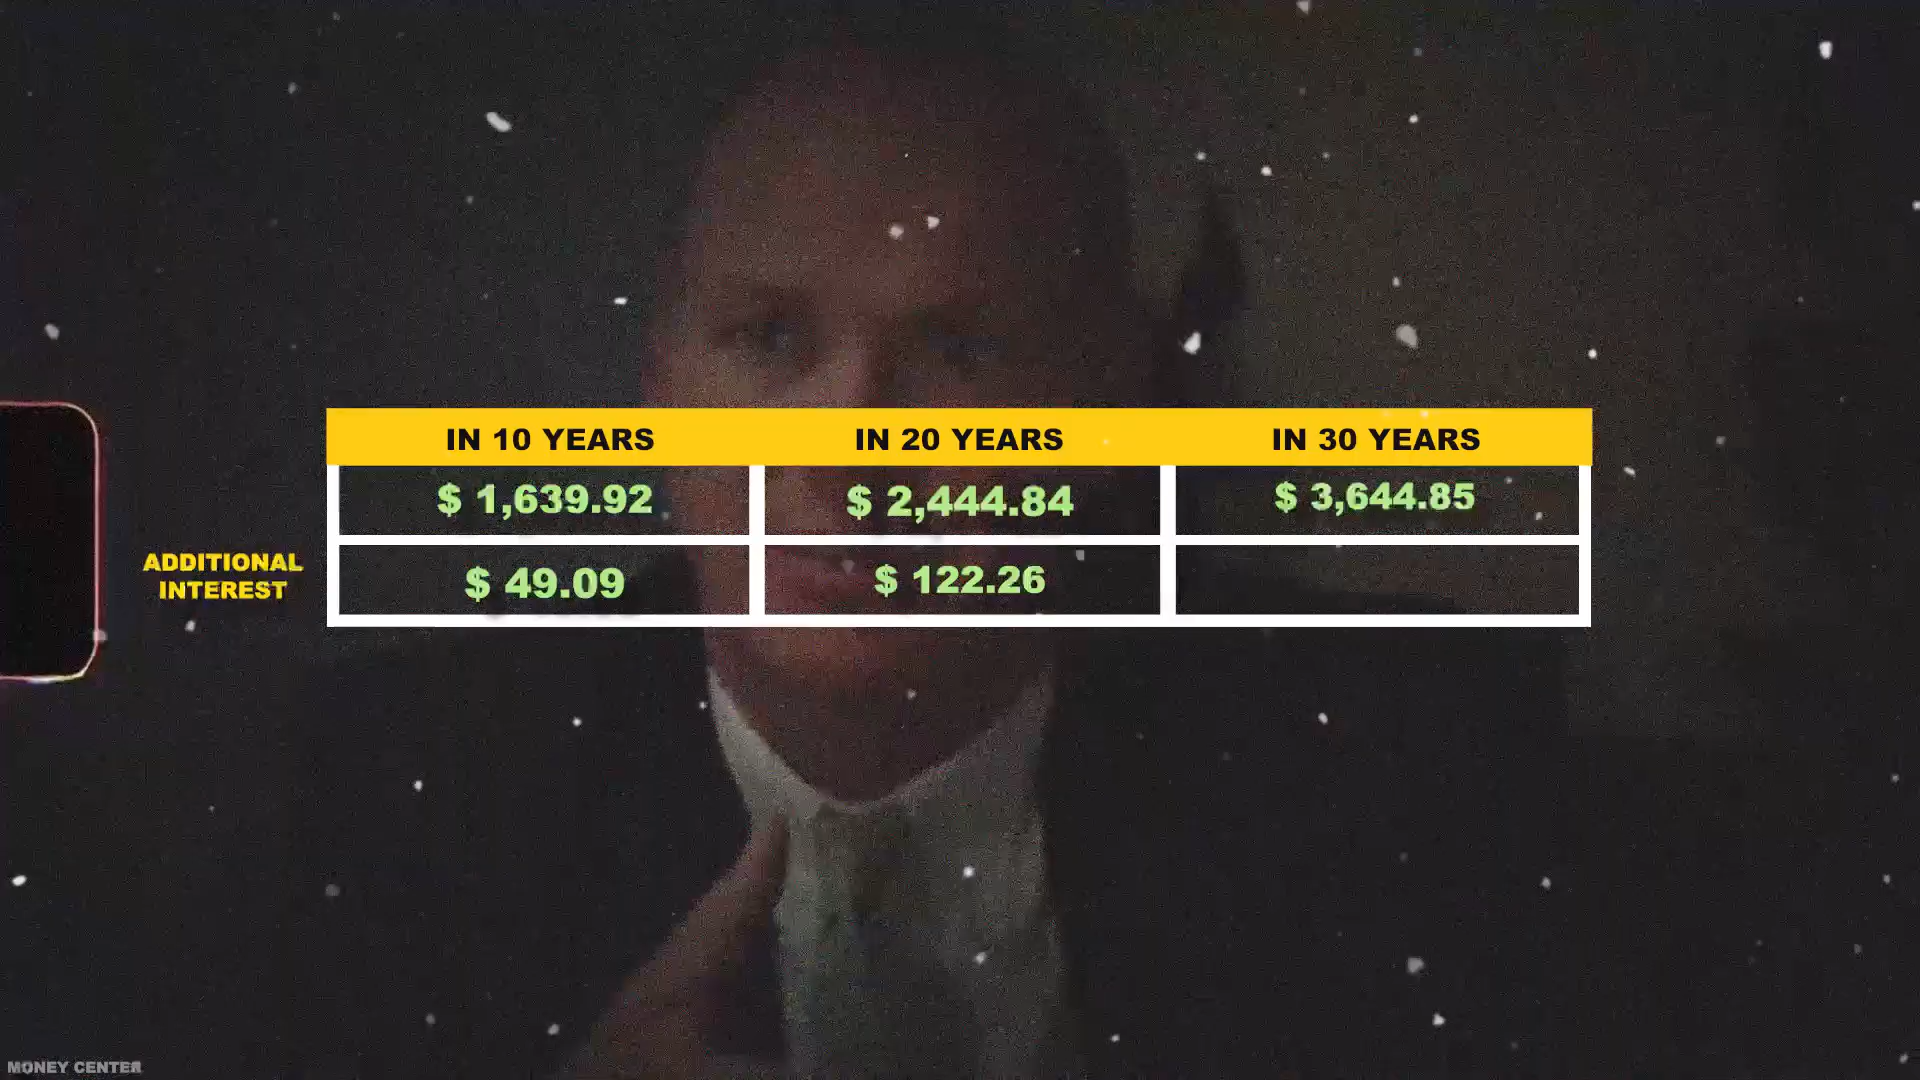 IN 10 YEARS IN 20 YEARS IN 30 YEARS
$ 1,639.92 $ 2,444.84 $ 3,644.85
ADDITIONAL
INTEREST
$ 49.09 $ 122.26
MONEY CENTER